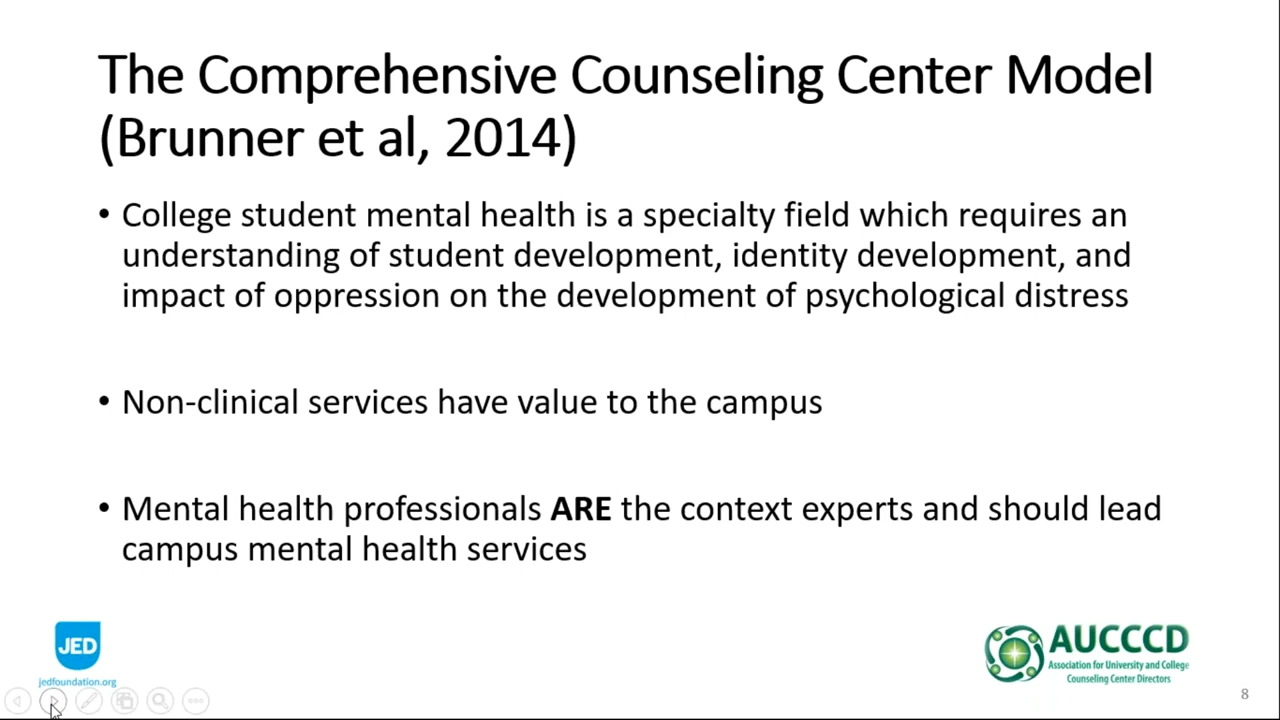 The Comprehensive Counseling Center Model
(Brunner et al, 2014)
• College student mental health is a specialty field which requires an
understanding of student development, identity development, and
impact of oppression on the development of psychological distress
• Non-clinical services have value to the campus
• Mental health professionals ARE the context experts and should lead
campus mental health services
JED
jedfoundation.org
AUCCCD
Association for University and College
Counseling Center Directors
8